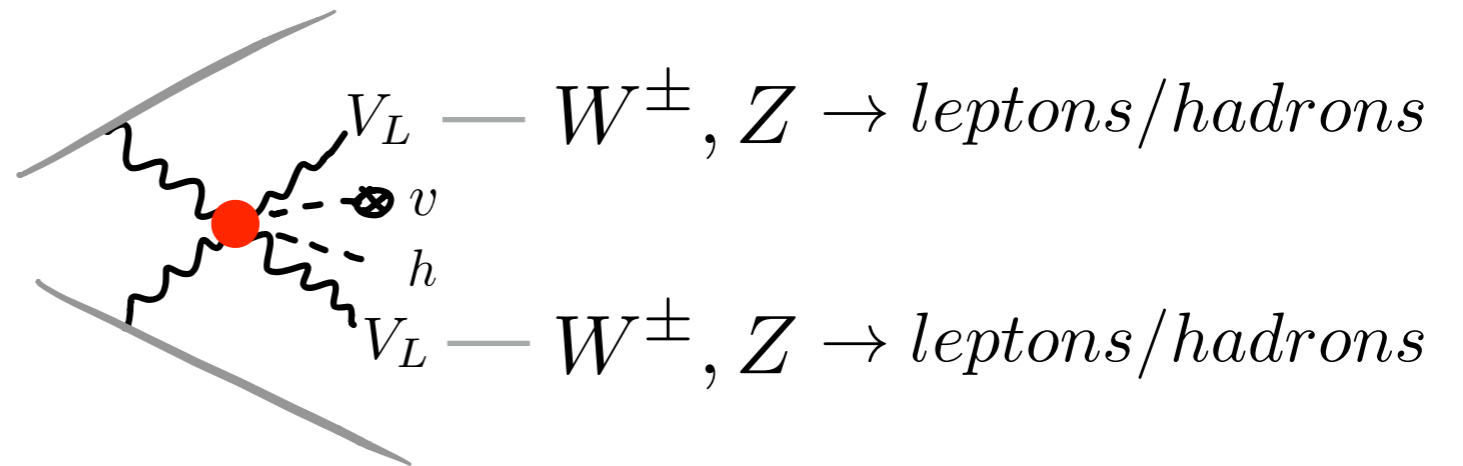 V_L — W^±, Z → leptons/hadrons
v
h
V_L — W^±, Z → leptons/hadrons